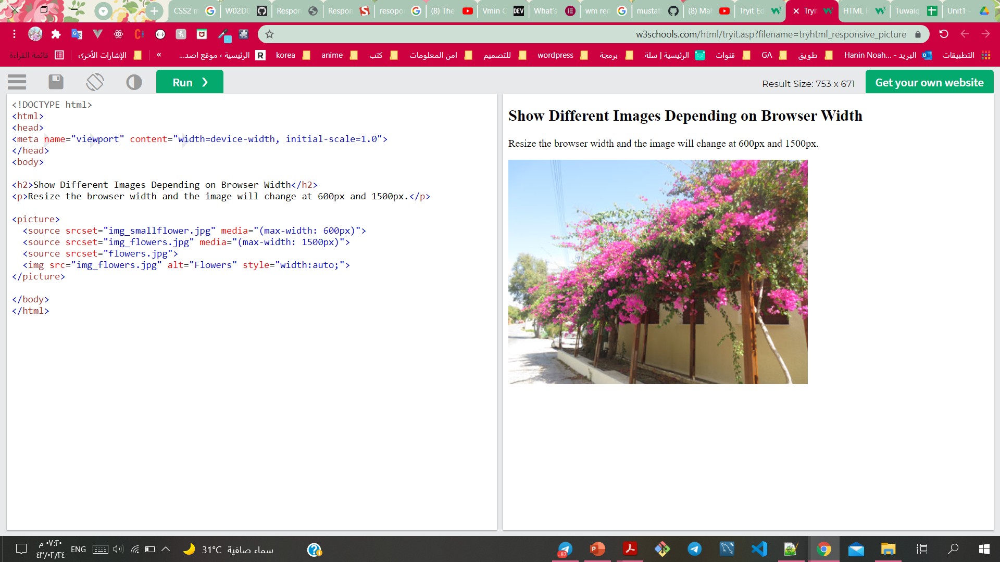 CSS2 m
W02D0
Respon
Respon
resopo
(8) The
Vmin C
DEV
What's
wm rem
mustaf
(8) Mah
Tryit Ed
Tryi
HTML R
Tuwaiq
Unit1 -
w3schools.com/html/tryit.asp?filename=tryhtml_responsive_picture
التطبيقات
البريد - Hanin Noah...
طويق
GA
قنوات
الرئيسية | سلة
برمجة
wordpress
للتصميم
امن المعلومات
كتب
anime
korea
الرئيسية › موقع اصد...
»
الإشارات الأخرى
قائمة القراءة
Run ❯
Result Size: 753 x 671
Get your own website
<!DOCTYPE html>
<html>
<head>
<meta name="viewport" content="width=device-width, initial-scale=1.0">
</head>
<body>
<h2>Show Different Images Depending on Browser Width</h2>
<p>Resize the browser width and the image will change at 600px and 1500px.</p>
<picture>
<source srcset="img_smallflower.jpg" media="(max-width: 600px)">
<source srcset="img_flowers.jpg" media="(max-width: 1500px)">
<source srcset="flowers.jpg">
<img src="img_flowers.jpg" alt="Flowers" style="width:auto;">
</picture>
</body>
</html>
Show Different Images Depending on Browser Width
Resize the browser width and the image will change at 600px and 1500px.
٠٧:٢٠ م
٤٣/٠٢/٢٤
ENG
31°C سماء صافية
..87